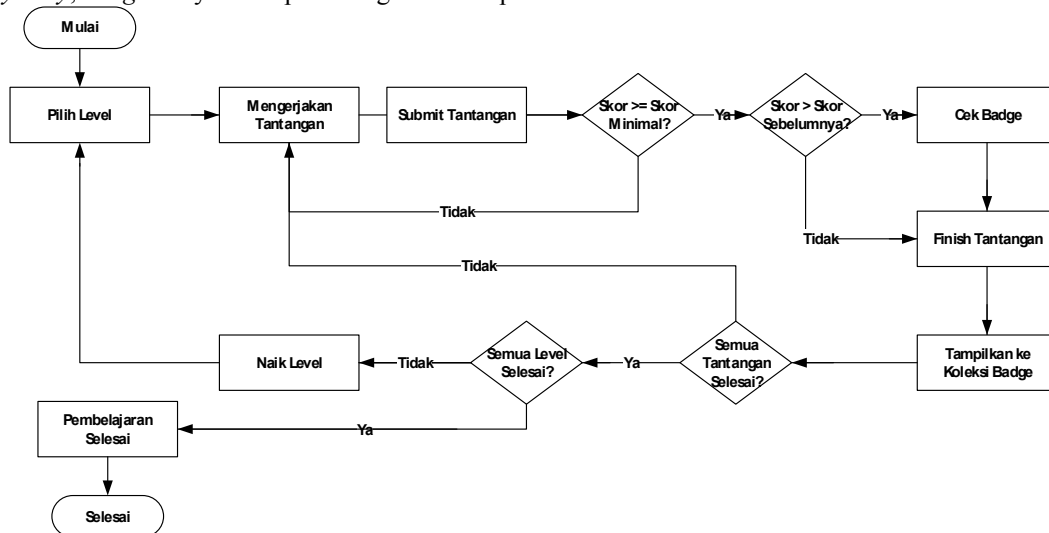 Mulai
Pilih Level
Mengerjakan
Tantangan
Submit Tantangan
Skor >= Skor
Minimal?
Ya
Skor > Skor
Sebelumnya?
Ya
Cek Badge
Tidak
Tidak
Finish Tantangan
Tidak
Naik Level
Tidak
Semua Level
Selesai?
Ya
Semua
Tantangan
Selesai?
Tampilkan ke
Koleksi Badge
Pembelajaran
Selesai
Ya
Selesai